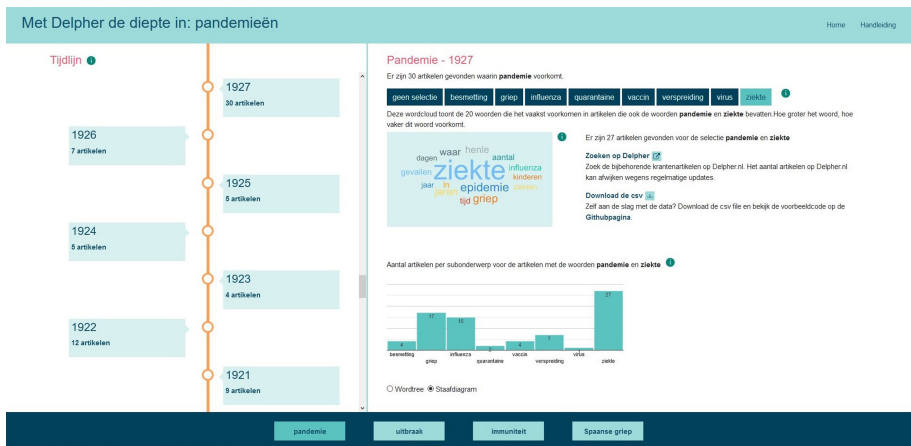 Met Delpher de diepte in: pandemieën
Home
Handleiding
Tijdlijn
1927
30 artikelen
1926
7 artikelen
1925
5 artikelen
1924
5 artikelen
1923
4 artikelen
1922
12 artikelen
1921
9 artikelen
Pandemie - 1927
Er zijn 30 artikelen gevonden waarin pandemie voorkomt.
geen selectie besmetting griep influenza quarantaine vaccin verspreiding virus ziekte
Deze wordcloud toont de 20 woorden die het vaakst voorkomen in artikelen die ook de woorden pandemie en ziekte bevatten.Hoe groter het woord, hoe
vaker dit woord voorkomt.
waar henle
dagen aantal
gevallen ziekte influenza
kinderen
jaar in epidemie
jaren
tijd griep
Er zijn 27 artikelen gevonden voor de selectie pandemie en ziekte
Zoeken op Delpher
Zoek de bijbehorende krantenartikelen op Delpher.nl. Het aantal artikelen op Delpher.nl
kan afwijken wegens regelmatige updates.
Download de csv
Zelf aan de slag met de data? Download de csv file en bekijk de voorbeeldcode op de
Githubpagina.
Aantal artikelen per subonderwerp voor de artikelen met de woorden pandemie en ziekte
4 17 15 2 4 7 27
besmetting influenza vaccin virus
griep quarantaine verspreiding ziekte
Wordtree Staafdiagram
pandemie uitbraak immuniteit Spaanse griep